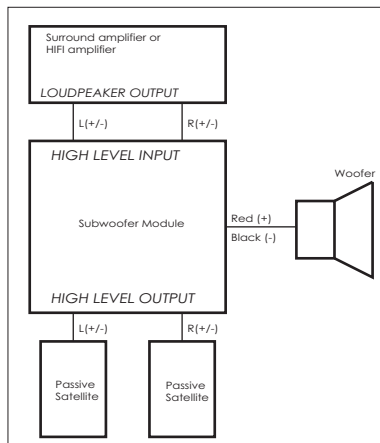 Surround amplifier or
HIFI amplifier
LOUDPEAKER OUTPUT
L(+/-) R(+/-)
HIGH LEVEL INPUT
Woofer
Subwoofer Module
Red (+)
Black (-)
HIGH LEVEL OUTPUT
L(+/-) R(+/-)
Passive
Satellite
Passive
Satellite